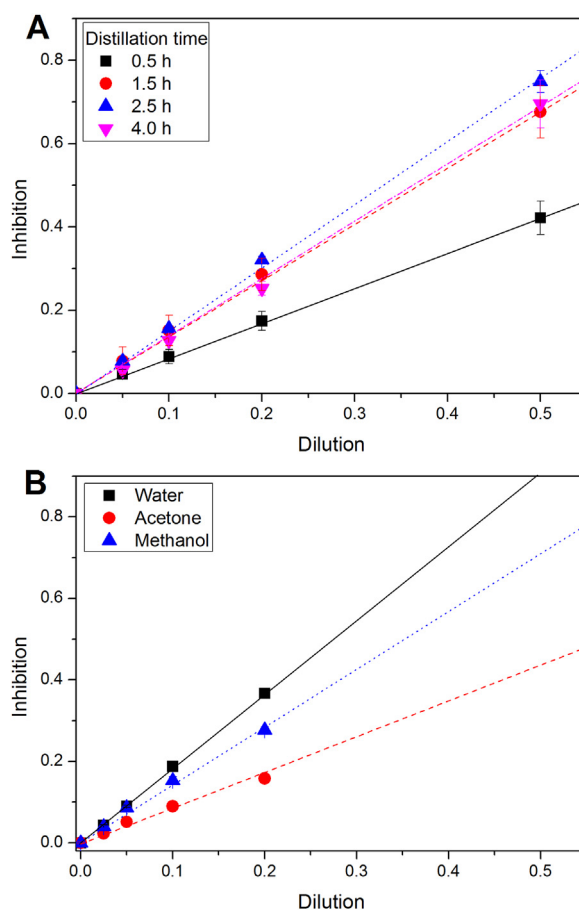 A
Distillation time
0.5 h
1.5 h
2.5 h
4.0 h
0.8
0.6
0.4
0.2
0.0
Inhibition
0.0 0.1 0.2 0.3 0.4 0.5
Dilution
B
Water
Acetone
Methanol
0.8
0.6
0.4
0.2
0.0
Inhibition
0.0 0.1 0.2 0.3 0.4 0.5
Dilution